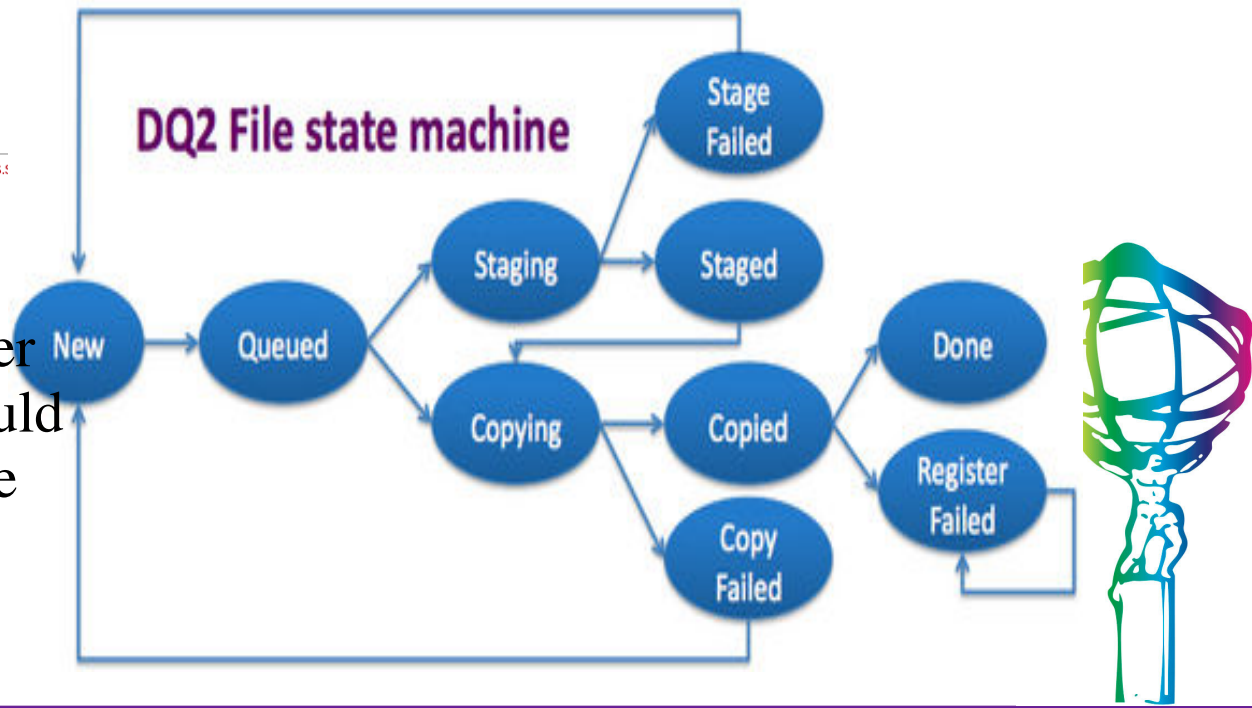 DQ2 File state machine
Stage
Failed
Staging
Staged
New
Queued
Done
Copying
Copied
Register
Failed
Copy
Failed
er
uld
e